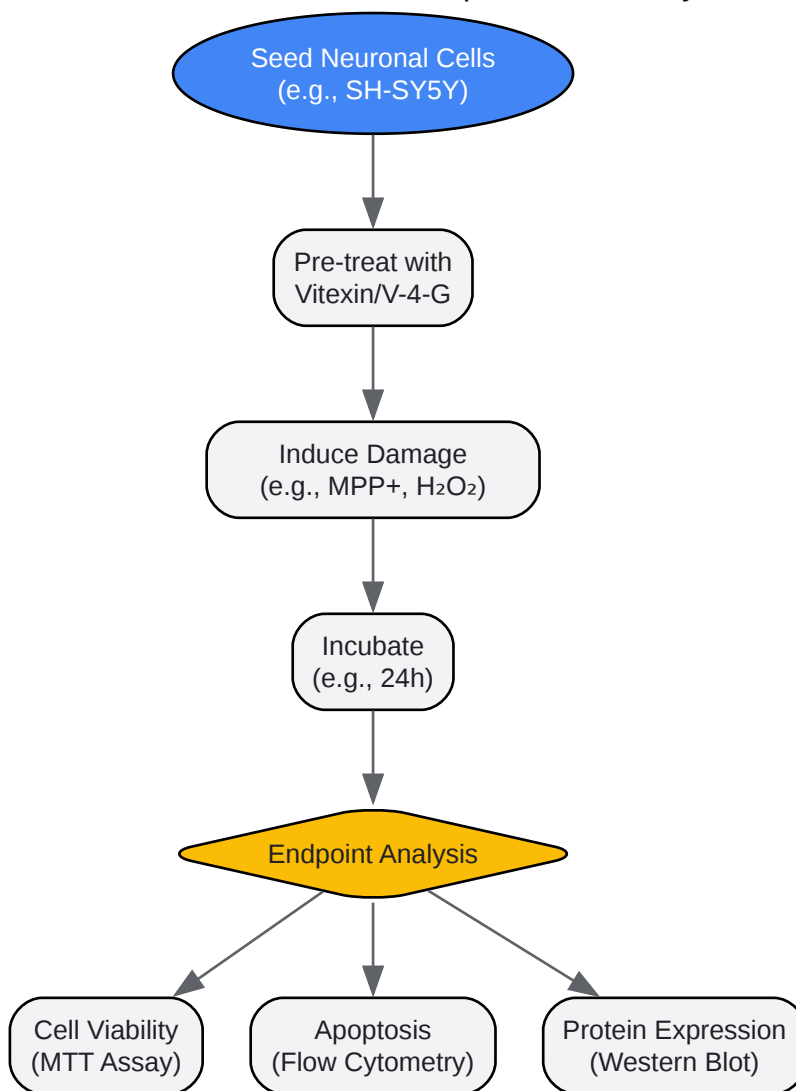 Seed Neuronal Cells
(e.g., SH-SY5Y)
Pre-treat with
Vitexin/V-4-G
Induce Damage
(e.g., MPP+, H₂O₂)
Incubate
(e.g., 24h)
Endpoint Analysis
Cell Viability
(MTT Assay)
Apoptosis
(Flow Cytometry)
Protein Expression
(Western Blot)